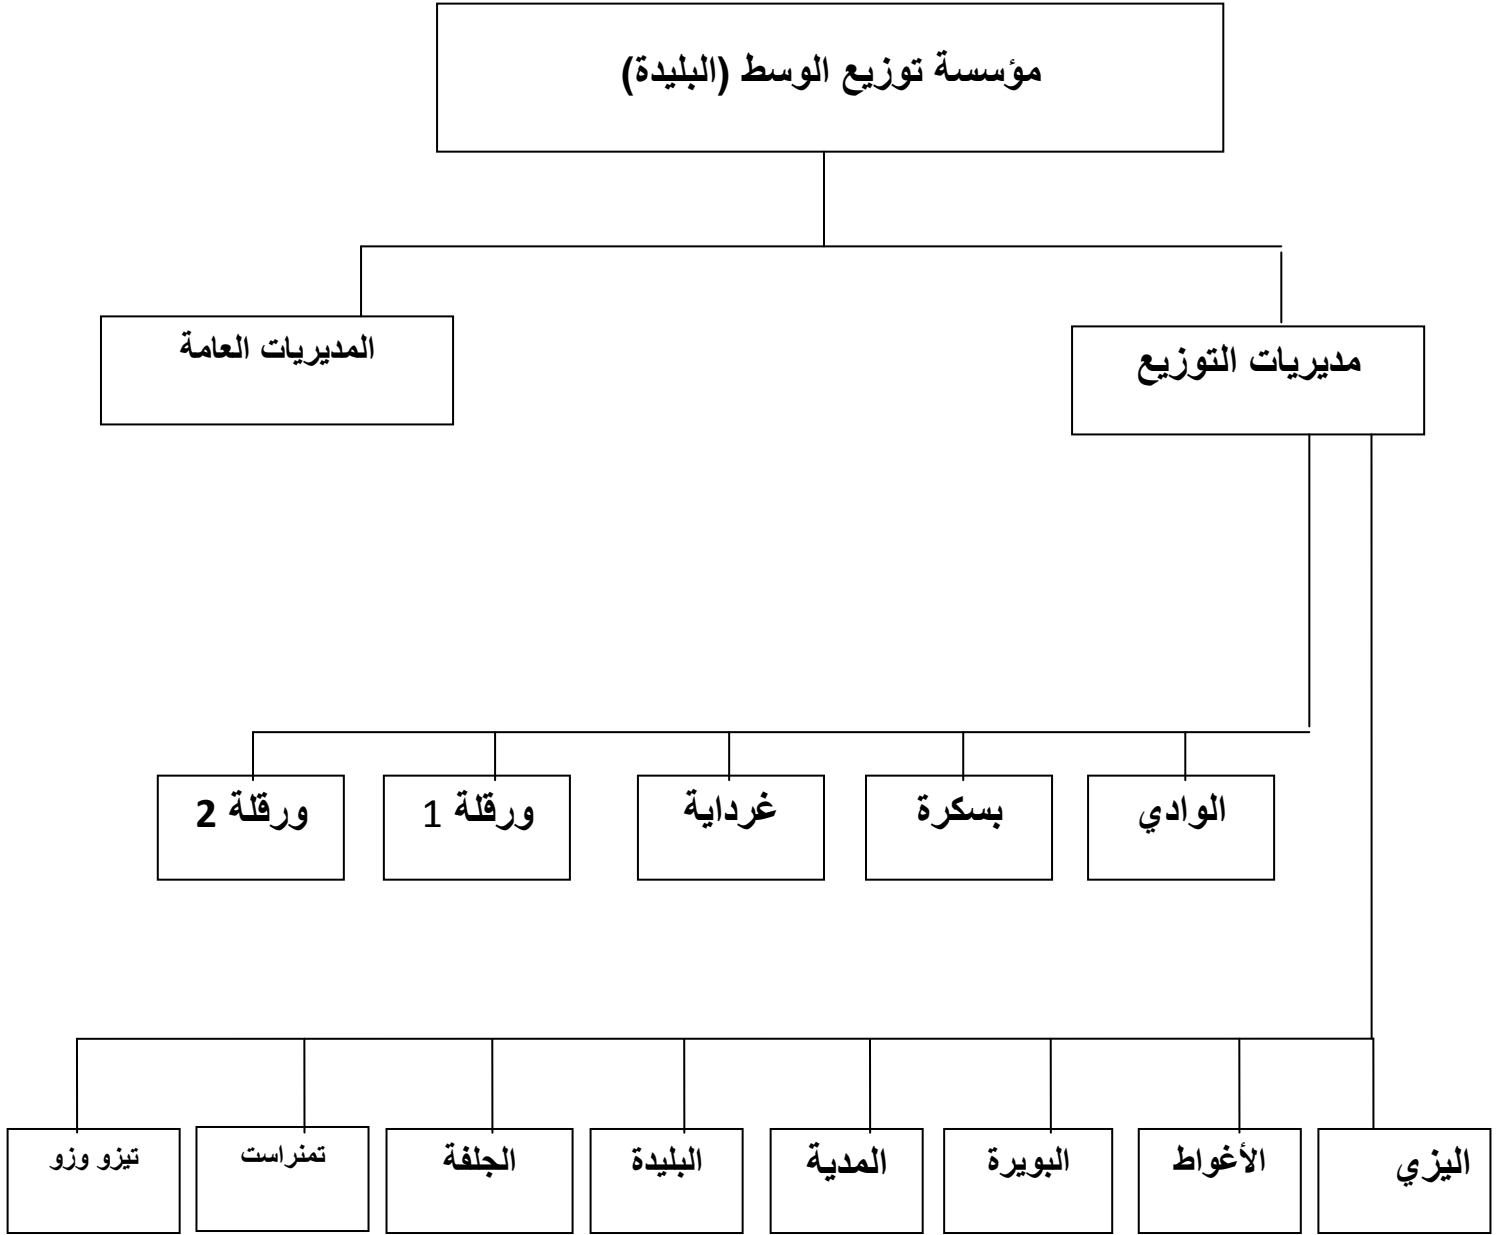 مؤسسة توزيع الوسط (البليدة)
مديريات التوزيع
المديريات العامة
الوادي
بسكرة
غرداية
ورقلة 1
ورقلة 2
اليزي
الأغواط
البويرة
المدية
البليدة
الجلفة
تمنراست
تيزو وزو